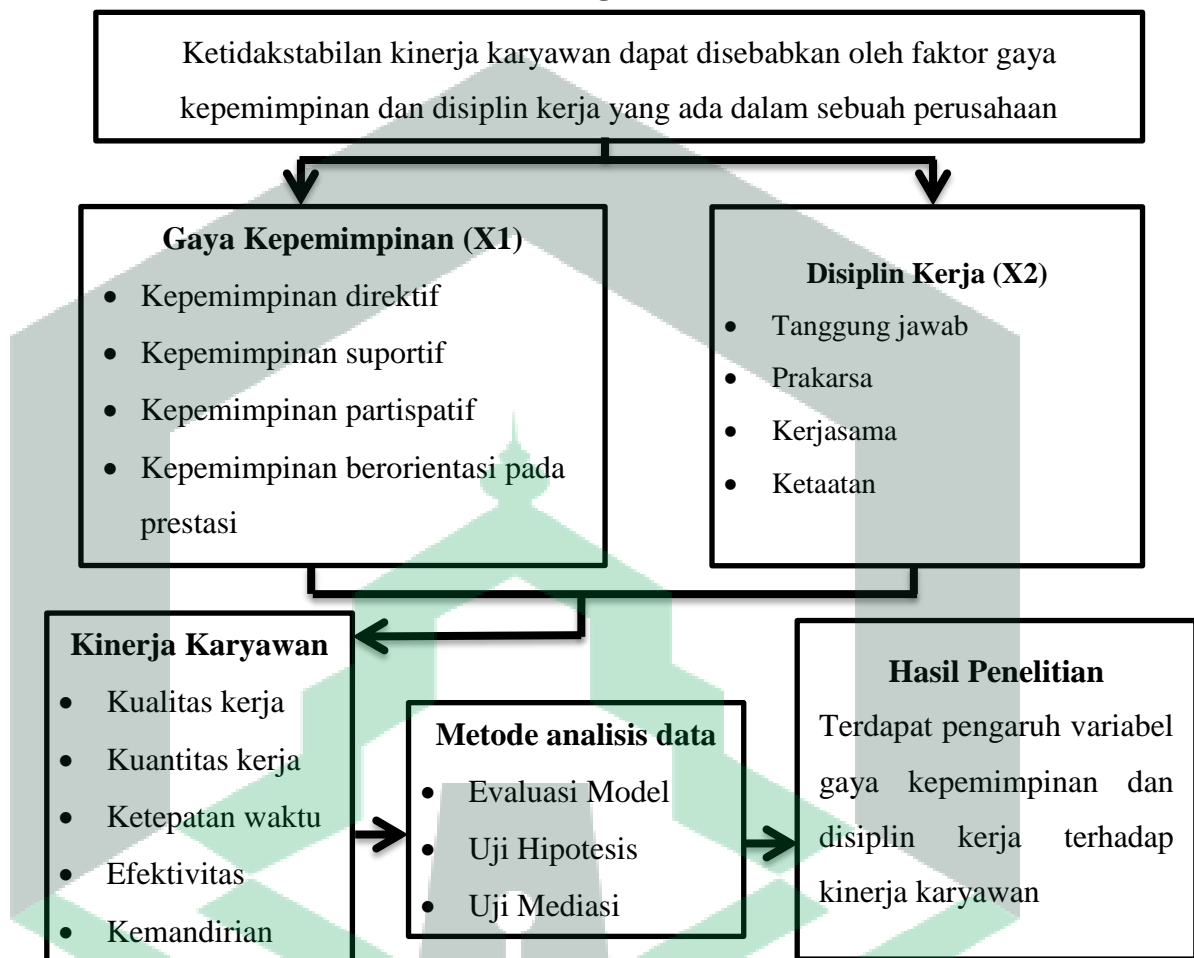 Ketidakstabilan kinerja karyawan dapat disebabkan oleh faktor gaya
kepemimpinan dan disiplin kerja yang ada dalam sebuah perusahaan
Gaya Kepemimpinan (X1)
• Kepemimpinan direktif
• Kepemimpinan suportif
• Kepemimpinan partispatif
• Kepemimpinan berorientasi pada
prestasi
Disiplin Kerja (X2)
• Tanggung jawab
• Prakarsa
• Kerjasama
• Ketaatan
Kinerja Karyawan
• Kualitas kerja
• Kuantitas kerja
• Ketepatan waktu
• Efektivitas
• Kemandirian
Metode analisis data
• Evaluasi Model
• Uji Hipotesis
• Uji Mediasi
Hasil Penelitian
Terdapat pengaruh variabel
gaya kepemimpinan dan
disiplin kerja terhadap
kinerja karyawan